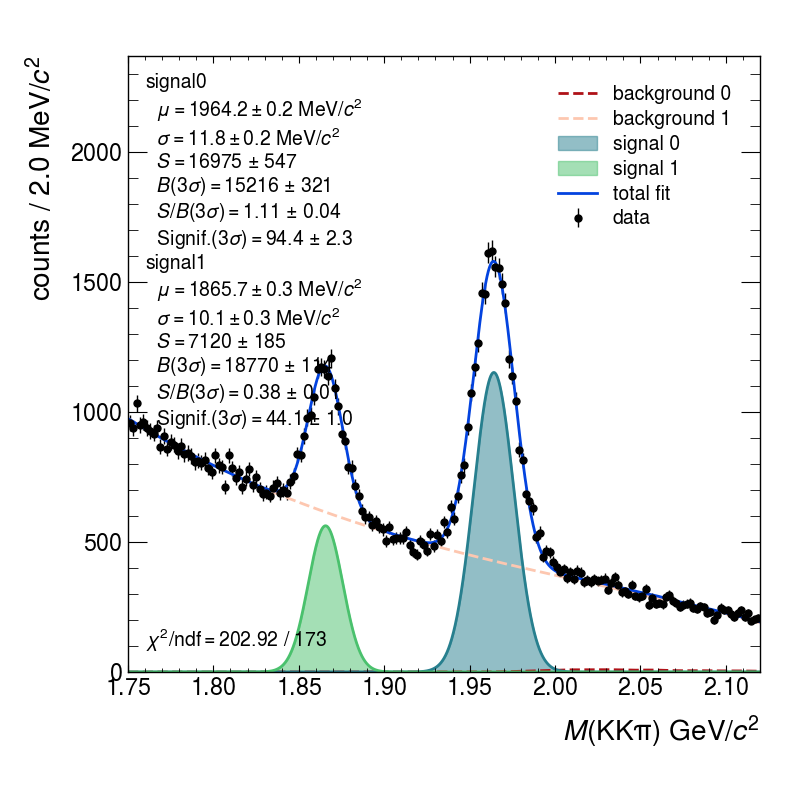 counts / 2.0 MeV/c²
signal0
μ = 1964.2 ± 0.2 MeV/c²
σ = 11.8 ± 0.2 MeV/c²
S = 16975 ± 547
B(3σ) = 15216 ± 321
S/B(3σ) = 1.11 ± 0.04
Signif.(3σ) = 94.4 ± 2.3
signal1
μ = 1865.7 ± 0.3 MeV/c²
σ = 10.1 ± 0.3 MeV/c²
S = 7120 ± 185
B(3σ) = 18770 ±
S/B(3σ) = 0.38 ±
Signif.(3σ) = 44.1 ± 1.0
χ²/ndf = 202.92 / 173
background 0
background 1
signal 0
signal 1
total fit
data
2000
1500
1000
500
0
1.75 1.80 1.85 1.90 1.95 2.00 2.05 2.10
M(KKπ) GeV/c²